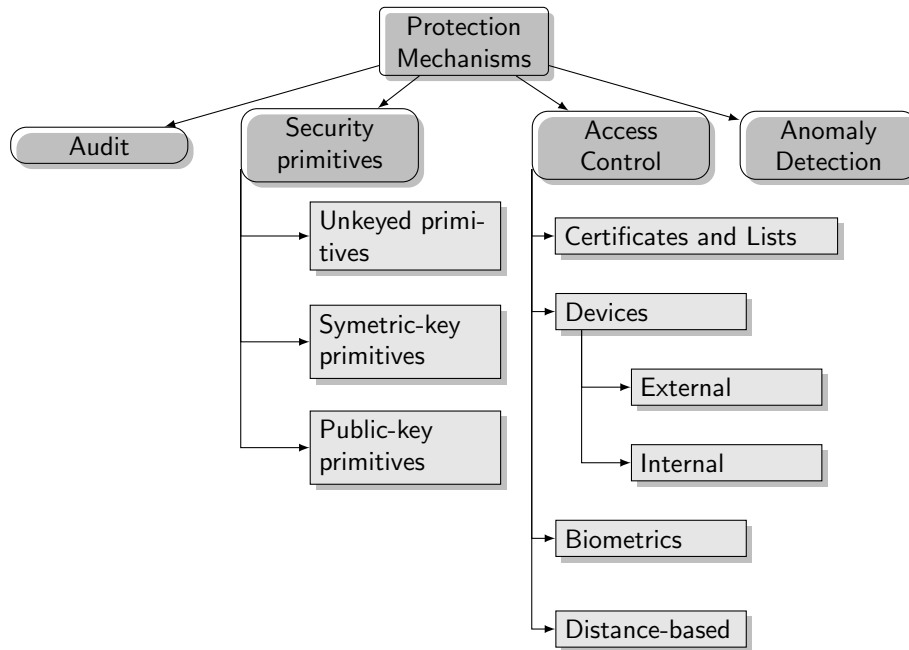 Protection
Mechanisms
Audit
Security
primitives
Access
Control
Anomaly
Detection
Unkeyed primi-
tives
Symetric-key
primitives
Public-key
primitives
Certificates and Lists
Devices
External
Internal
Biometrics
Distance-based